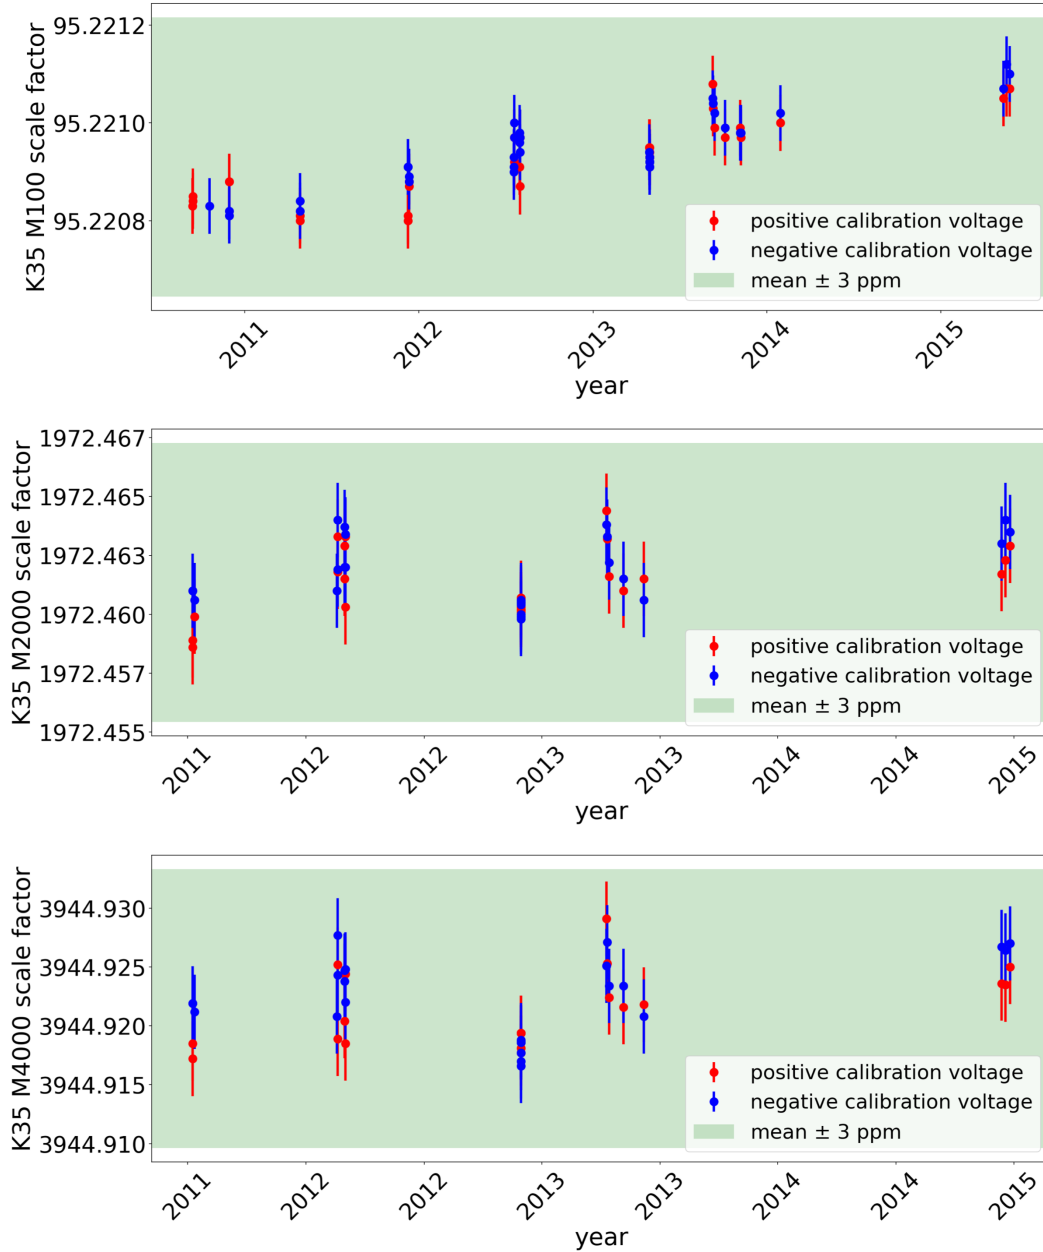 K35 M100 scale factor
95.2212
95.2210
95.2208
positive calibration voltage
negative calibration voltage
mean ± 3 ppm
2011
2012
2013
2014
2015
year
K35 M2000 scale factor
1972.467
1972.465
1972.463
1972.460
1972.457
1972.455
positive calibration voltage
negative calibration voltage
mean ± 3 ppm
2011
2012
2012
2013
2013
2014
2014
2015
year
K35 M4000 scale factor
3944.930
3944.925
3944.920
3944.915
3944.910
positive calibration voltage
negative calibration voltage
mean ± 3 ppm
2011
2012
2012
2013
2013
2014
2014
2015
year